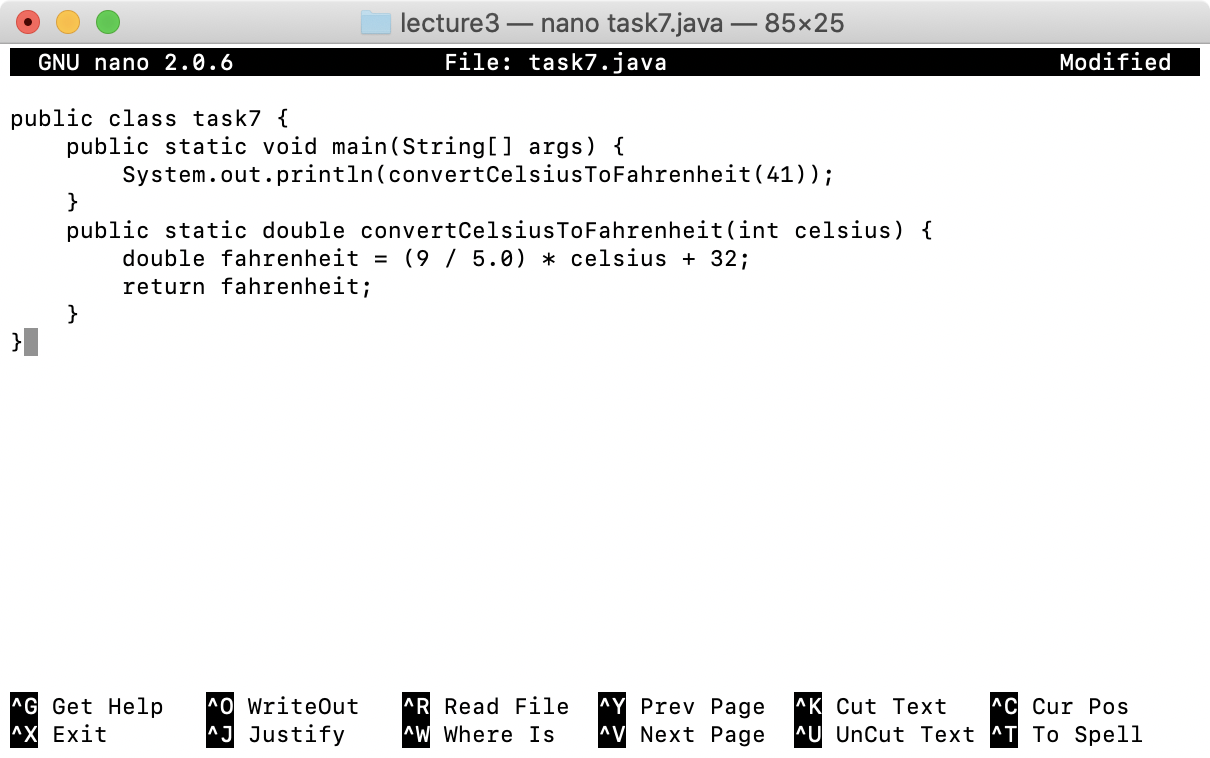 lecture3 — nano task7.java — 85×25
GNU nano 2.0.6 File: task7.java Modified
public class task7 {
    public static void main(String[] args) {
        System.out.println(convertCelsiusToFahrenheit(41));
    }
    public static double convertCelsiusToFahrenheit(int celsius) {
        double fahrenheit = (9 / 5.0) * celsius + 32;
        return fahrenheit;
    }
}
^G Get Help ^O WriteOut ^R Read File ^Y Prev Page ^K Cut Text ^C Cur Pos
^X Exit ^J Justify ^W Where Is ^V Next Page ^U UnCut Text ^T To Spell